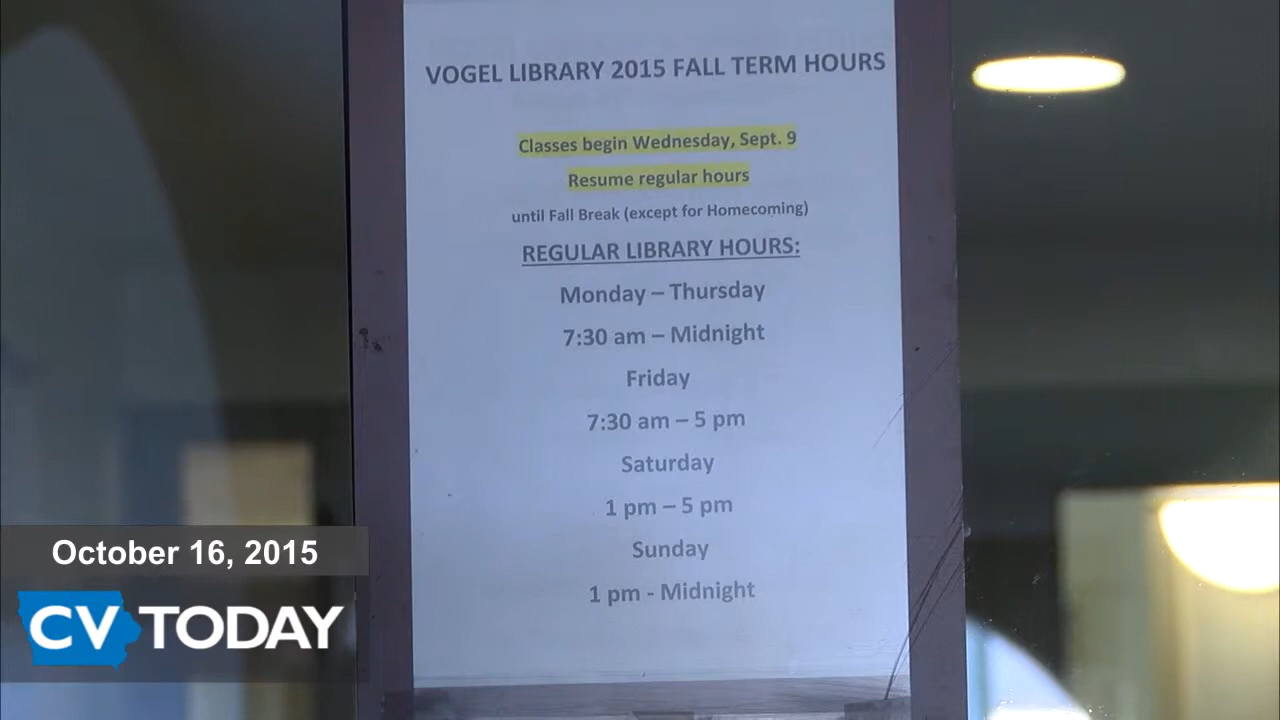 VOGEL LIBRARY 2015 FALL TERM HOURS
Classes begin Wednesday, Sept. 9
Resume regular hours
until Fall Break (except for Homecoming)
REGULAR LIBRARY HOURS:
Monday – Thursday
7:30 am – Midnight
Friday
7:30 am – 5 pm
Saturday
1 pm – 5 pm
Sunday
1 pm - Midnight
October 16, 2015
CV TODAY